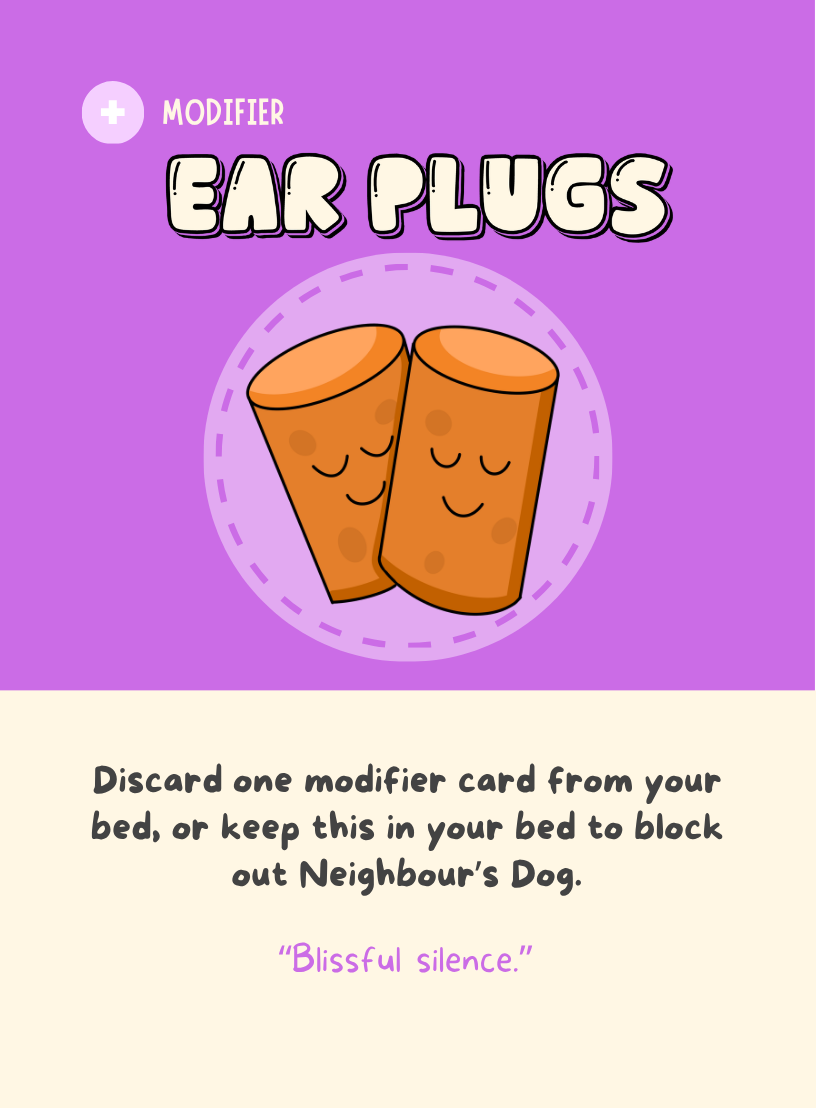 MODIFIER
EAR PLUGS
Discard one modifier card from your
bed, or keep this in your bed to block
out Neighbour's Dog.
“Blissful silence.”